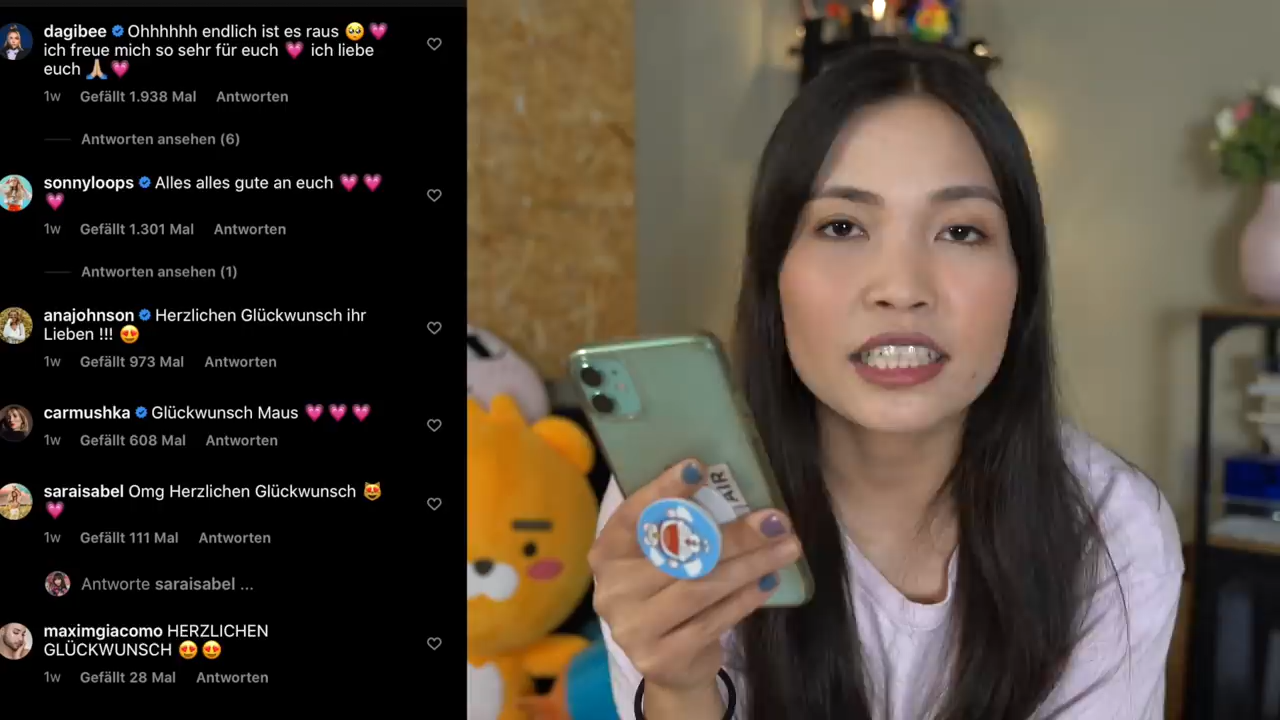 dagibee Ohhhhhh endlich ist es raus 🥺💗
ich freue mich so sehr für euch 💗 ich liebe
euch 🙏🏼💗
1w Gefällt 1.938 Mal Antworten
Antworten ansehen (6)
sonnyloops Alles alles gute an euch 💗💗
💗
1w Gefällt 1.301 Mal Antworten
Antworten ansehen (1)
anajohnson Herzlichen Glückwunsch ihr
Lieben !!! 😍
1w Gefällt 973 Mal Antworten
carmushka Glückwunsch Maus 💗💗💗
1w Gefällt 608 Mal Antworten
saraisabel Omg Herzlichen Glückwunsch 😻
💗
1w Gefällt 111 Mal Antworten
Antworte saraisabel ...
maximgiacomo HERZLICHEN
GLÜCKWUNSCH 😍😍
1w Gefällt 28 Mal Antworten